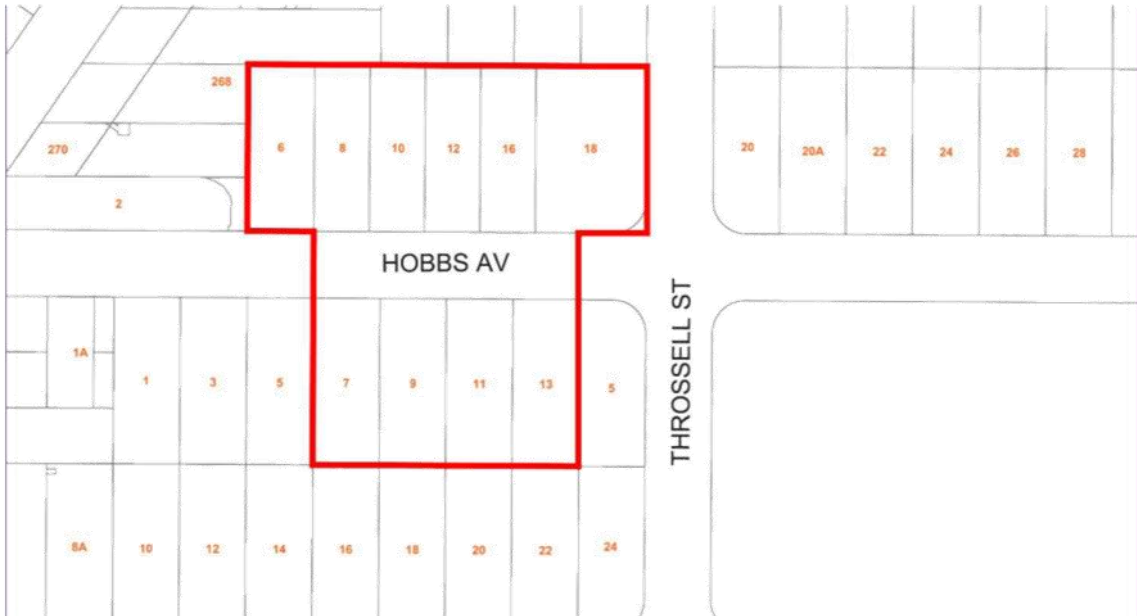 268
270
2
6 8 10 12 16 18
20 20A 22 24 26 28
HOBBS AV
THROSSELL ST
1A
1 3 5 7 9 11 13 5
8A 10 12 14 16 18 20 22 24